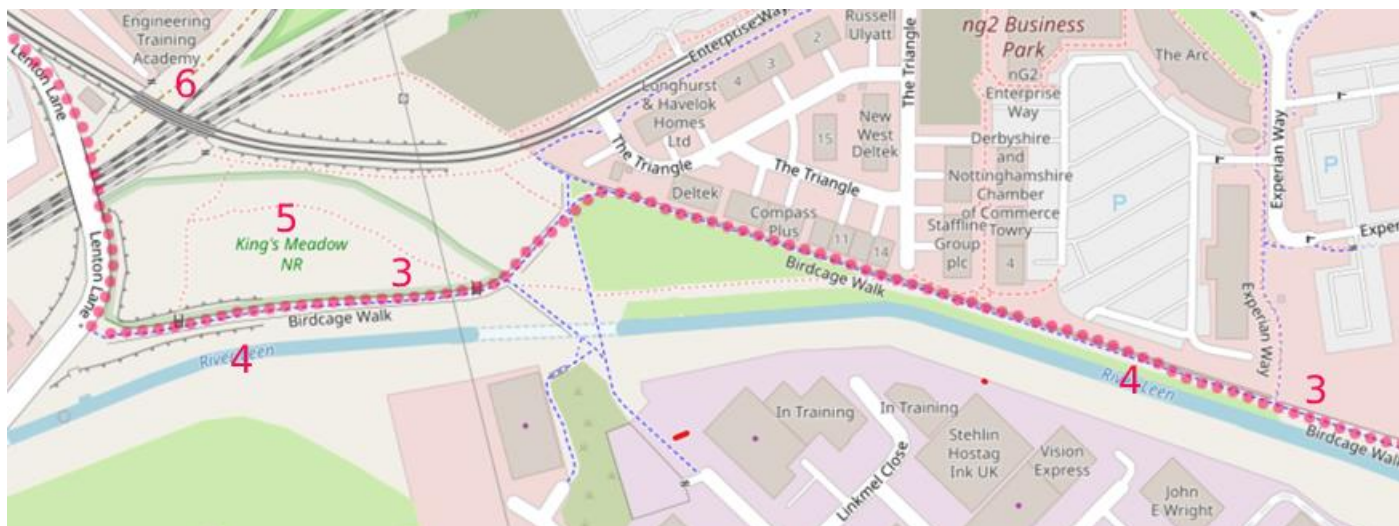 Engineering
Training
Academy
6
Lenton Lane
Lenton Lane
5
King's Meadow
NR
3
Birdcage Walk
River Leen
4
Enterprise Way
2
3
4
Longhurst
& Havelok
Homes
Ltd
The Triangle
The Triangle
The Triangle
Russell
Ulyatt
15
New
West
Deltek
Deltek
Compass
Plus
11
14
Birdcage Walk
ng2 Business
Park
nG2
Enterprise
Way
Derbyshire
and
Nottinghamshire
Chamber
of Commerce
Towry
Staffline
Group
plc
4
The Arc
P
Experian Way
P
Experi
Experian Way
4
River Leen
3
Birdcage Walk
In Training
In Training
Stehlin
Hostag
Ink UK
Vision
Express
Linkmel Close
John
E Wright